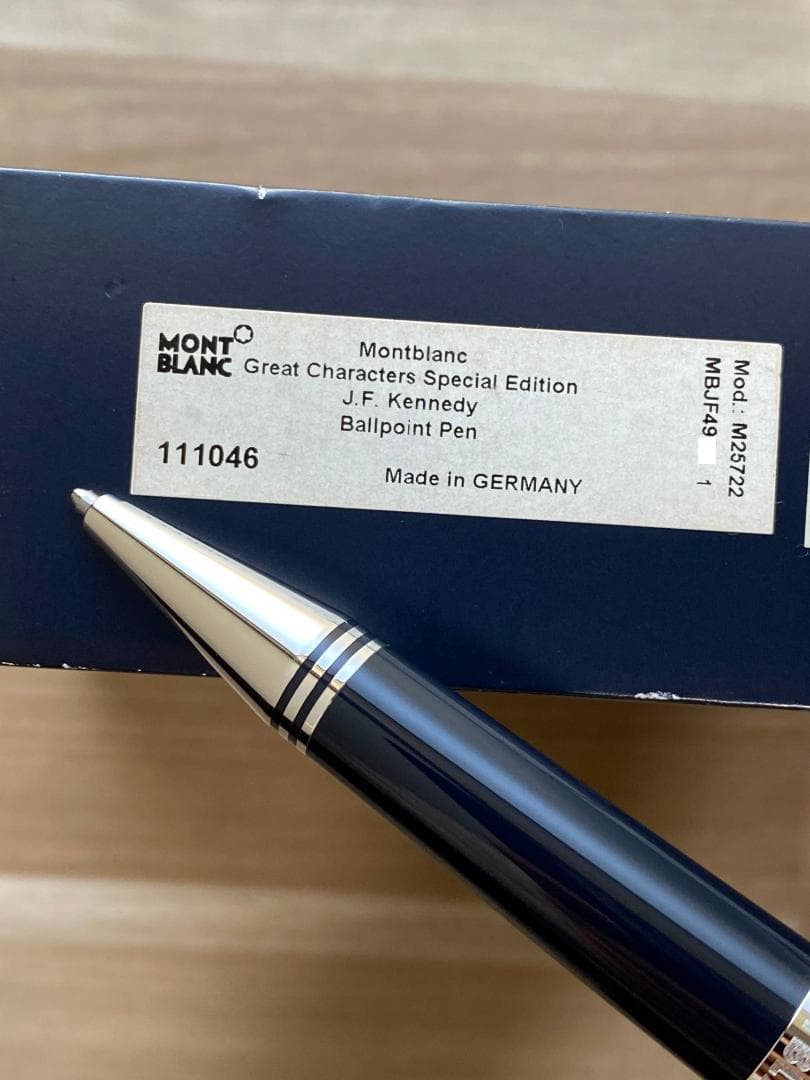 MONT
BLANC
Montblanc
Great Characters Special Edition
J.F. Kennedy
Ballpoint Pen
111046
Made in GERMANY
Mod.: M25722
MBJF49 1